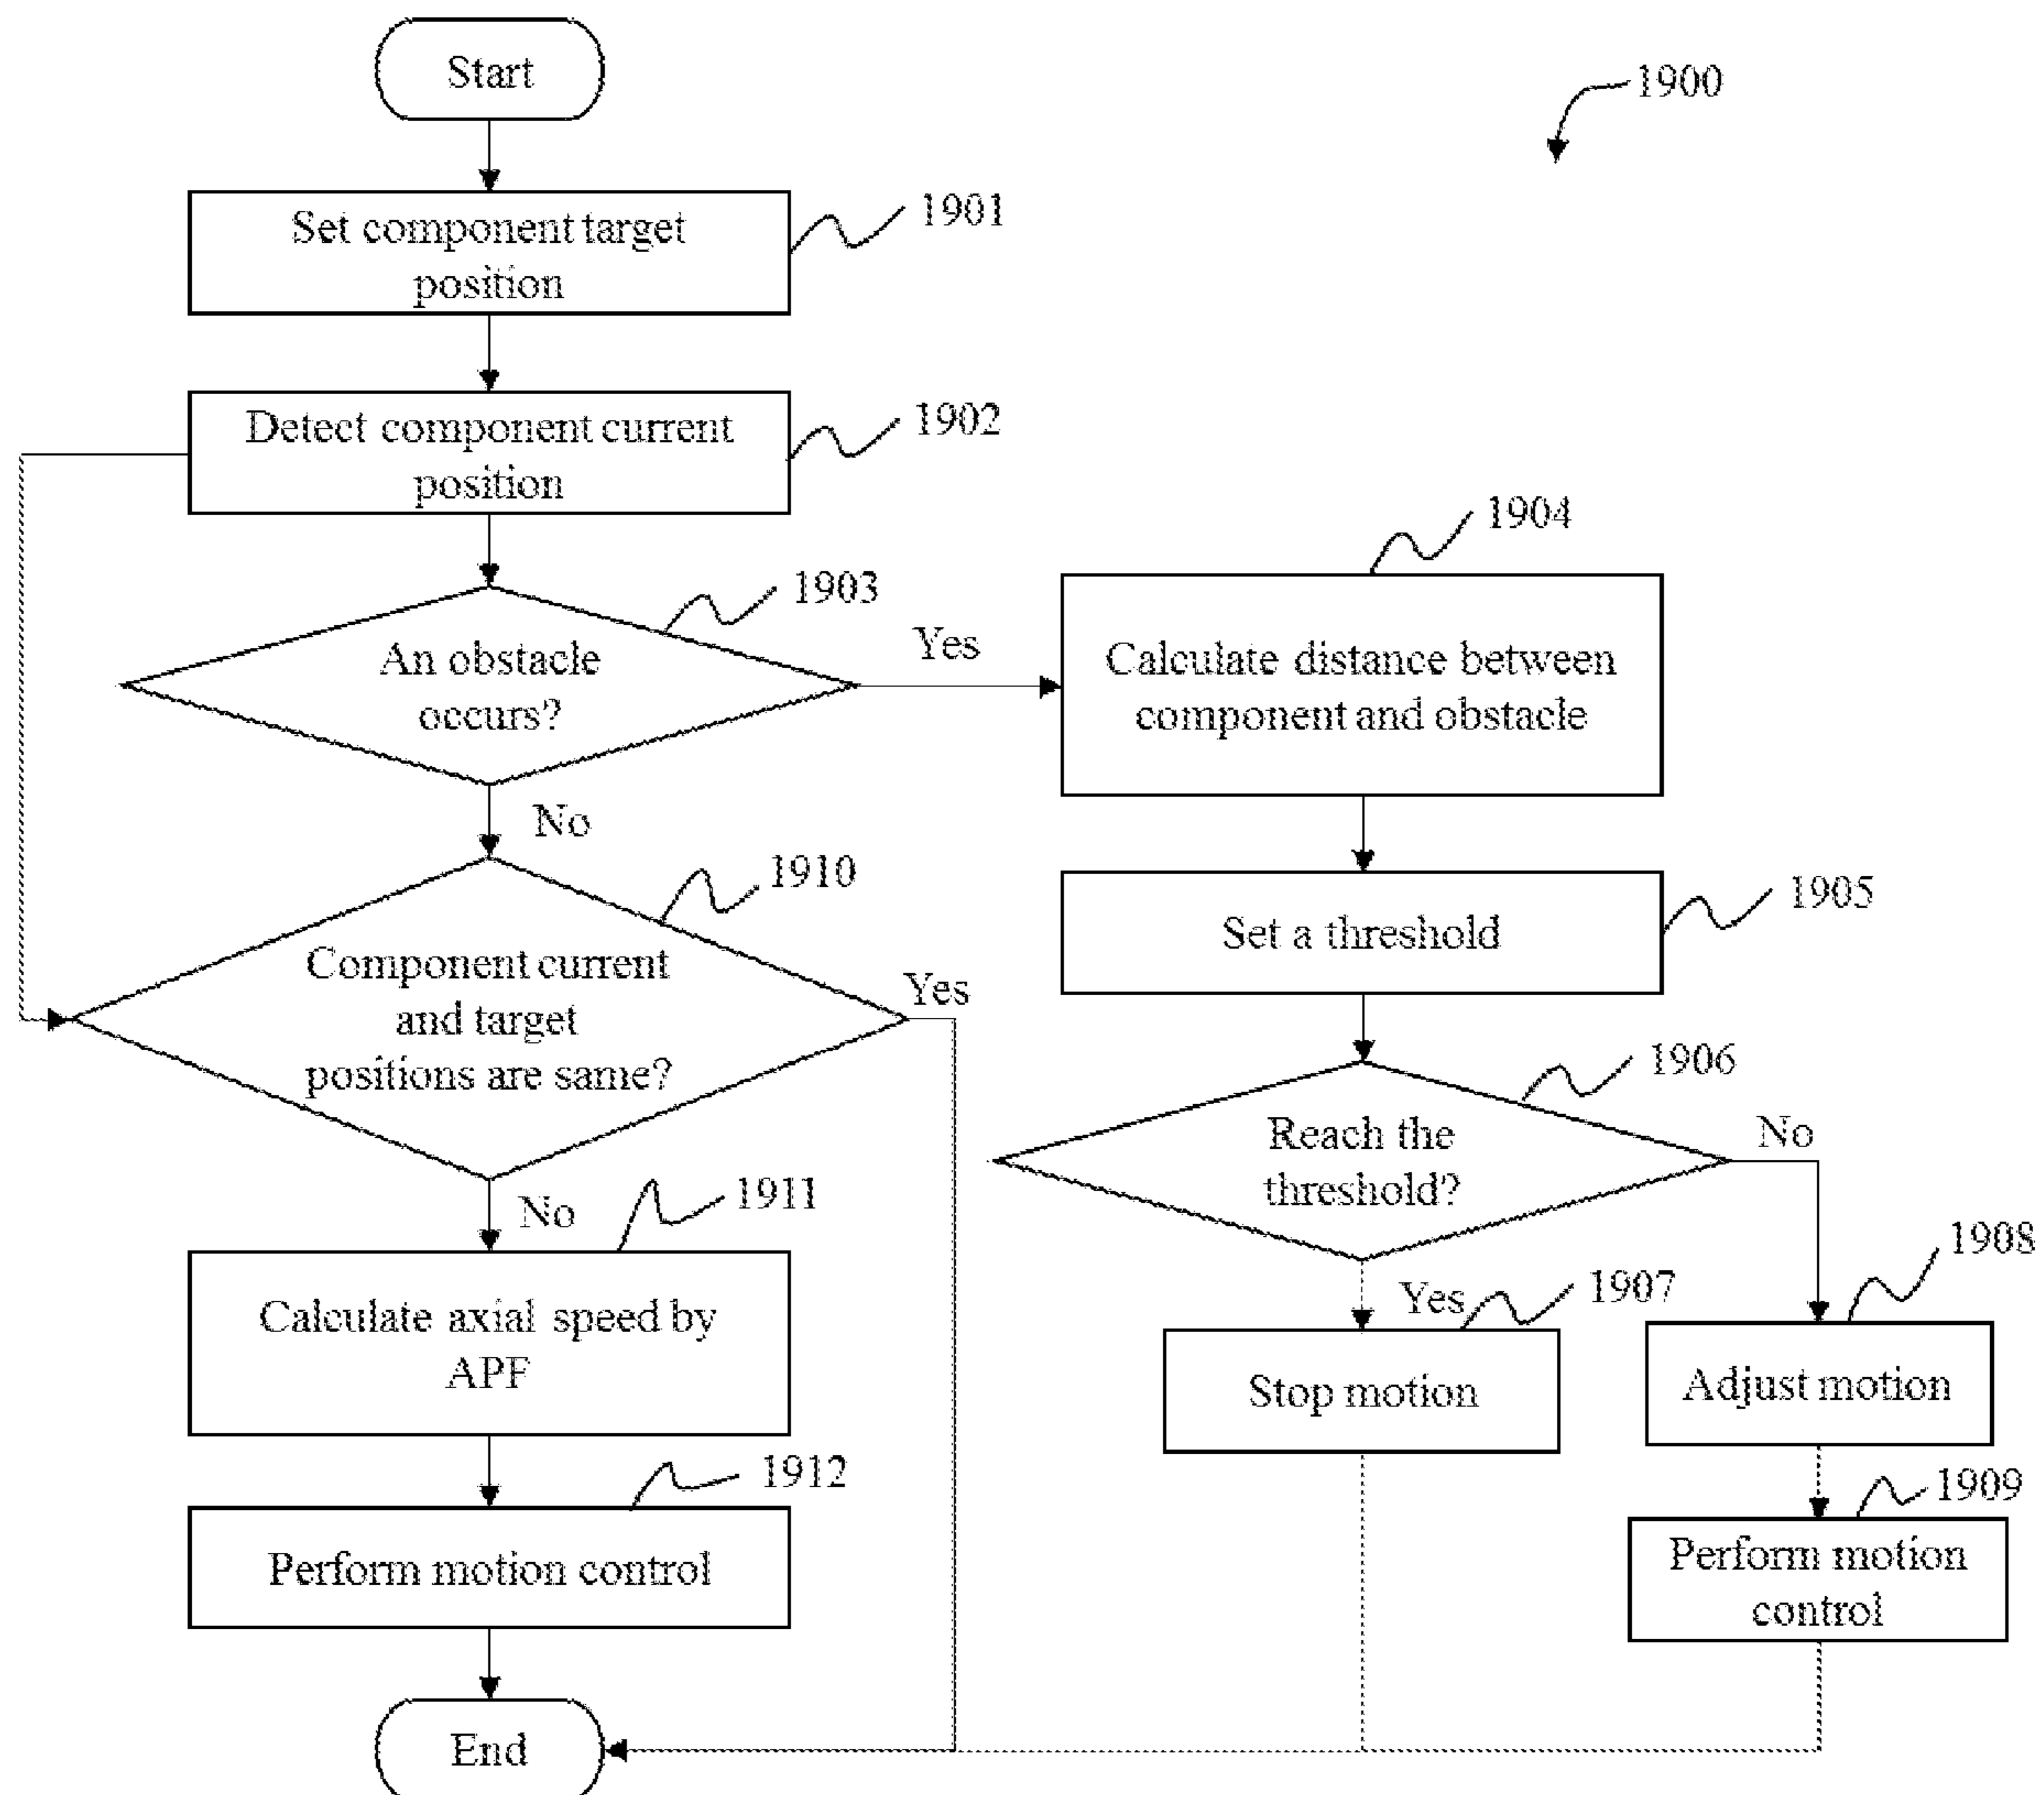 Start
1900
Set component target
position
1901
Detect component current
position
1902
An obstacle
occurs?
1903
Yes
No
Calculate distance between
component and obstacle
1904
Set a threshold
1905
Reach the
threshold?
1906
Yes
No
Stop motion
1907
Adjust motion
1908
Perform motion
control
1909
Component current
and target
positions are same?
1910
Yes
No
Calculate axial speed by
APF
1911
Perform motion control
1912
End